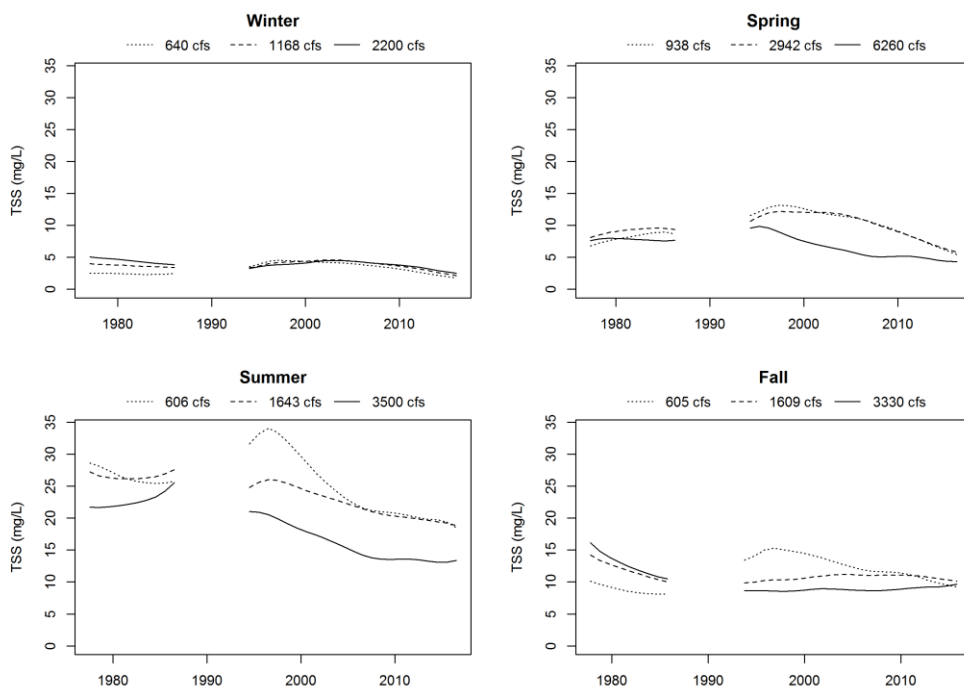 Winter
640 cfs 1168 cfs 2200 cfs
TSS (mg/L)
35
30
25
20
15
10
5
0
1980 1990 2000 2010
Spring
938 cfs 2942 cfs 6260 cfs
TSS (mg/L)
35
30
25
20
15
10
5
0
1980 1990 2000 2010
Summer
606 cfs 1643 cfs 3500 cfs
TSS (mg/L)
35
30
25
20
15
10
5
0
1980 1990 2000 2010
Fall
605 cfs 1609 cfs 3330 cfs
TSS (mg/L)
35
30
25
20
15
10
5
0
1980 1990 2000 2010